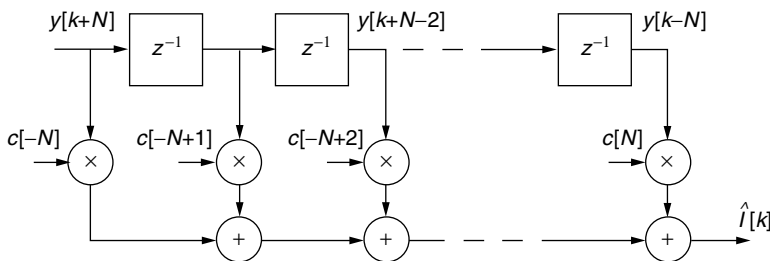 y[k+N] y[k+N−2] y[k−N]
z⁻¹ z⁻¹ z⁻¹
c[−N] c[−N+1] c[−N+2] c[N]
× × × ×
+ + +
Î[k]